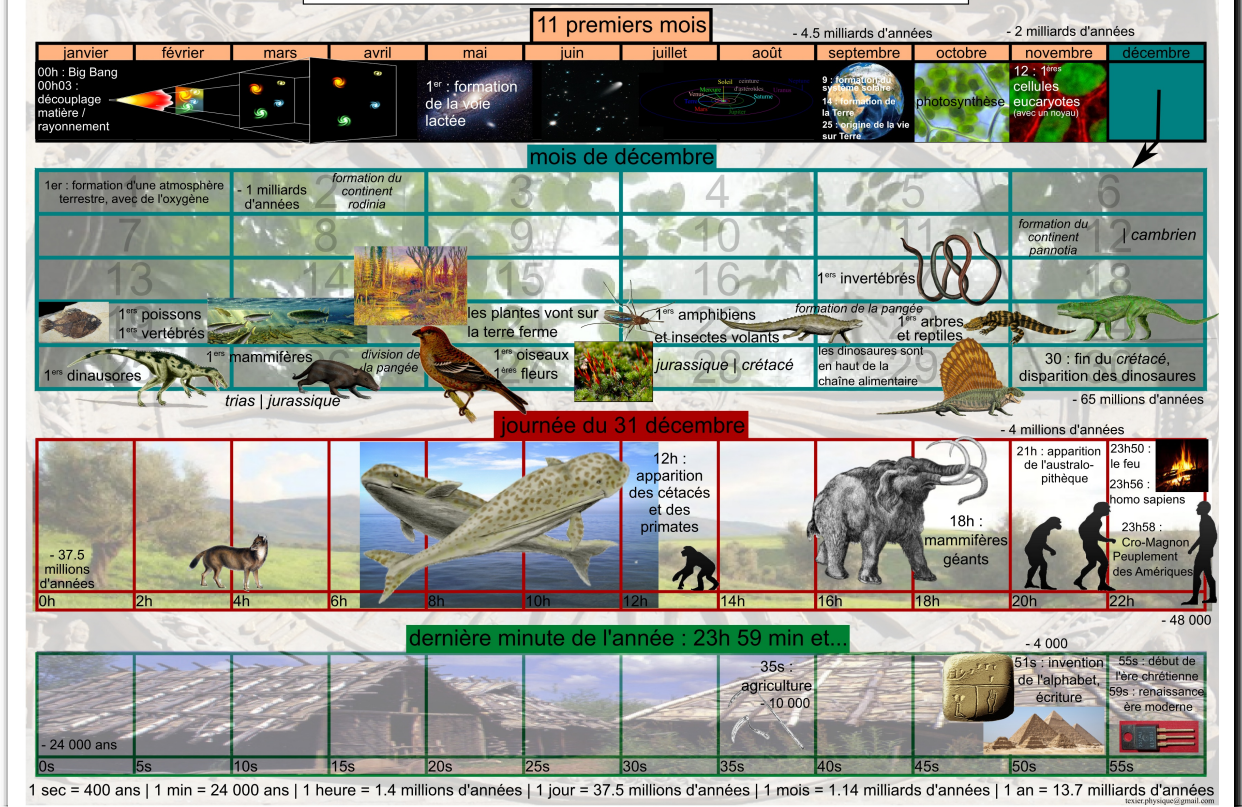 11 premiers mois
- 4.5 milliards d'années
- 2 milliards d'années
janvier
février
mars
avril
mai
juin
juillet
août
septembre
octobre
novembre
décembre
00h : Big Bang
00h03 :
découplage
matière /
rayonnement
1er : formation
de la voie
lactée
Soleil
ceinture
d'astéroïdes
Mercure
Venus
Saturne
Mars
Jupiter
9 : formation du
système solaire
14 : formation de
la Terre
25 : origine de la vie
sur Terre
photosynthèse
12 : 1ères
cellules
eucaryotes
(avec un noyau)
mois de décembre
1er : formation d'une atmosphère
terrestre, avec de l'oxygène
- 1 milliards
d'années
2
formation du
continent
rodinia
3
4
5
6
7
8
9
10
11
formation du
continent
pannotia
12
| cambrien
13
14
15
16
1ers invertébrés
18
1ers poissons
1ers vertébrés
les plantes vont sur
la terre ferme
1ers amphibiens
et insectes volants
formation de la pangée
1ers arbres
et reptiles
1ers dinausores
1ers mammifères
division de
la pangée
1ers oiseaux
1ères fleurs
jurassique | crétacé
les dinosaures sont
en haut de la
chaîne alimentaire
29
30 : fin du crétacé,
disparition des dinosaures
trias | jurassique
- 65 millions d'années
journée du 31 décembre
- 4 millions d'années
- 37.5
millions
d'années
12h :
apparition
des cétacés
et des
primates
18h :
mammifères
géants
21h : apparition
de l'australo-
pithèque
23h50 :
le feu
23h56 :
homo sapiens
23h58 :
Cro-Magnon
Peuplement
des Amériques
0h
2h
4h
6h
8h
10h
12h
14h
16h
18h
20h
22h
- 48 000
dernière minute de l'année : 23h 59 min et...
- 4 000
- 24 000 ans
35s :
agriculture
- 10 000
51s : invention
de l'alphabet,
écriture
55s : début de
l'ère chrétienne
59s : renaissance
ère moderne
0s
5s
10s
15s
20s
25s
30s
35s
40s
45s
50s
55s
1 sec = 400 ans | 1 min = 24 000 ans | 1 heure = 1.4 millions d'années | 1 jour = 37.5 millions d'années | 1 mois = 1.14 milliards d'années | 1 an = 13.7 milliards d'années
texier.physique@gmail.com